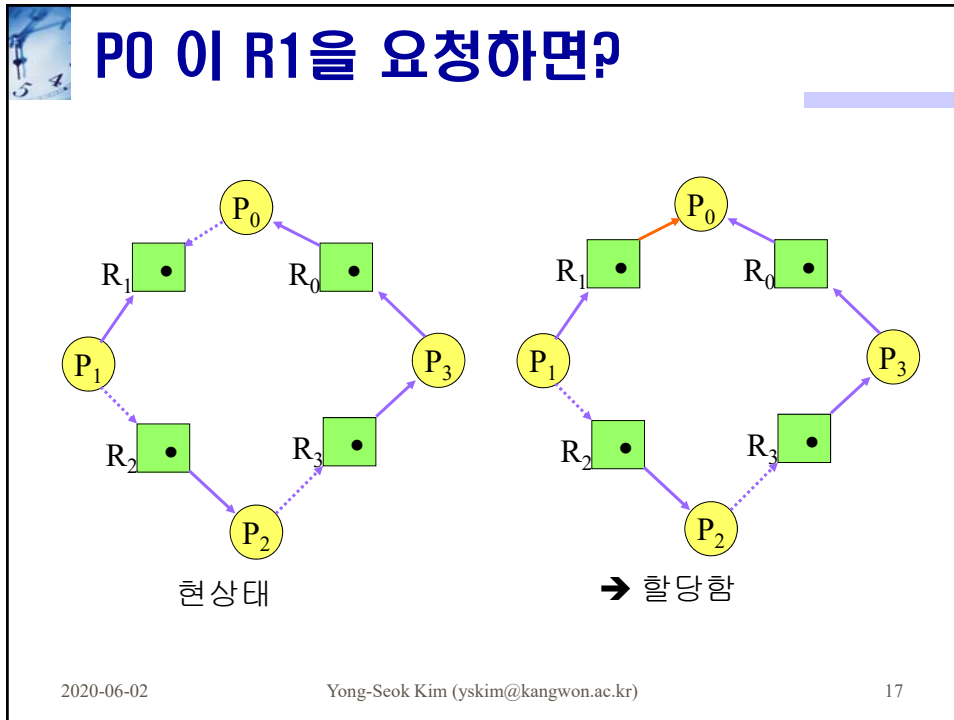 P0 이 R1을 요청하면?
P0
R1
R0
P1
P3
R2
R3
P2
현상태
P0
R1
R0
P1
P3
R2
R3
P2
➔ 할당함
2020-06-02
Yong-Seok Kim (yskim@kangwon.ac.kr)
17